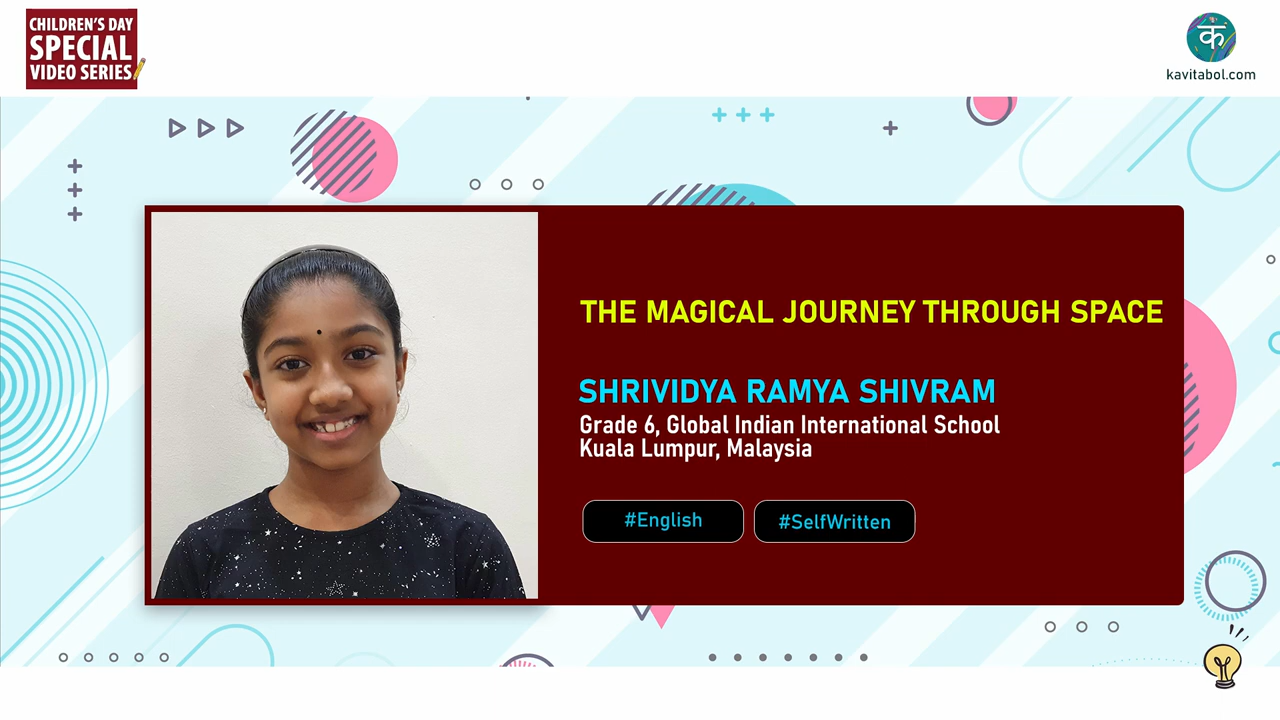 CHILDREN'S DAY
SPECIAL
VIDEO SERIES
क
kavitabol.com
THE MAGICAL JOURNEY THROUGH SPACE
SHRIVIDYA RAMYA SHIVRAM
Grade 6, Global Indian International School
Kuala Lumpur, Malaysia
#English
#SelfWritten